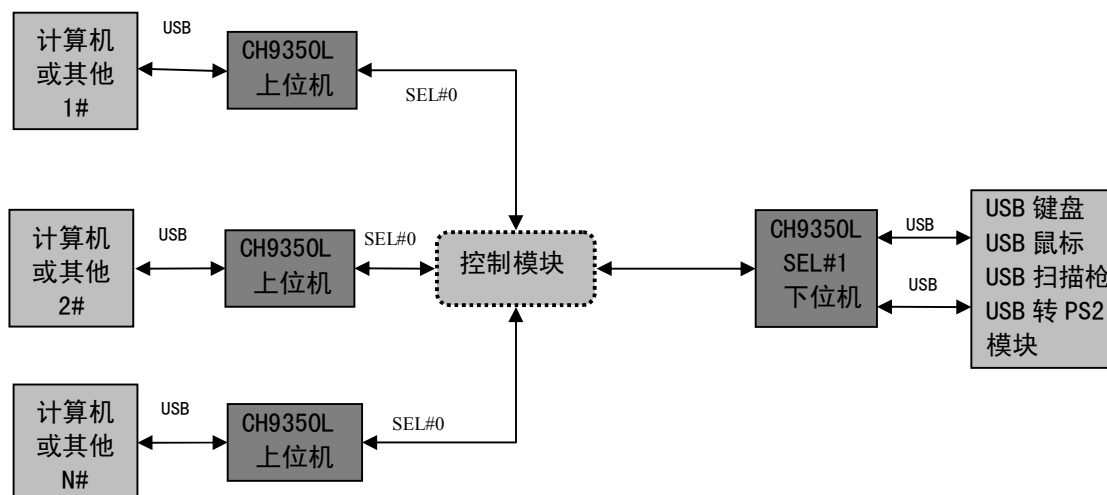 计算机
或其他
1#
USB
CH9350L
上位机
SEL#0
计算机
或其他
2#
USB
CH9350L
上位机
SEL#0
控制模块
CH9350L
SEL#1
下位机
USB
USB
USB 键盘
USB 鼠标
USB 扫描枪
USB 转 PS2
模块
计算机
或其他
N#
USB
CH9350L
上位机
SEL#0